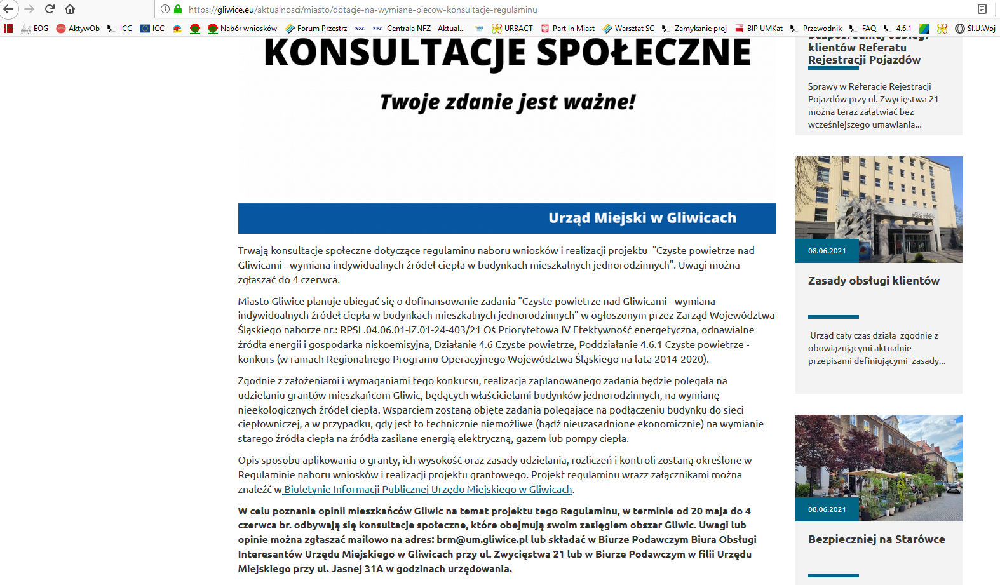 https://gliwice.eu/aktualnosci/miasto/dotacje-na-wymiane-piecow-konsultacje-regulaminu
EOG AktywOb ICC ICC Nabór wniosków Forum Przestrz NFZ NFZ Centrala NFZ - Aktual... URBACT Part In Miast Warsztat SC Zamykanie proj BIP UMKat Przewodnik FAQ 4.6.1 Śl.U.Woj
KONSULTACJE SPOŁECZNE
Twoje zdanie jest ważne!
Urząd Miejski w Gliwicach
Trwają konsultacje społeczne dotyczące regulaminu naboru wniosków i realizacji projektu "Czyste powietrze nad
Gliwicami - wymiana indywidualnych źródeł ciepła w budynkach mieszkalnych jednorodzinnych". Uwagi można
zgłaszać do 4 czerwca.
Miasto Gliwice planuje ubiegać się o dofinansowanie zadania "Czyste powietrze nad Gliwicami - wymiana
indywidualnych źródeł ciepła w budynkach mieszkalnych jednorodzinnych" w ogłoszonym przez Zarząd Województwa
Śląskiego naborze nr.: RPSL.04.06.01-IZ.01-24-403/21 Oś Priorytetowa IV Efektywność energetyczna, odnawialne
źródła energii i gospodarka niskoemisyjna, Działanie 4.6 Czyste powietrze, Poddziałanie 4.6.1 Czyste powietrze -
konkurs (w ramach Regionalnego Programu Operacyjnego Województwa Śląskiego na lata 2014-2020).
Zgodnie z założeniami i wymaganiami tego konkursu, realizacja zaplanowanego zadania będzie polegała na
udzielaniu grantów mieszkańcom Gliwic, będących właścicielami budynków jednorodzinnych, na wymianę
nieekologicznych źródeł ciepła. Wsparciem zostaną objęte zadania polegające na podłączeniu budynku do sieci
ciepłowniczej, a w przypadku, gdy jest to technicznie niemożliwe (bądź nieuzasadnione ekonomicznie) na wymianie
starego źródła ciepła na źródła zasilane energią elektryczną, gazem lub pompy ciepła.
Opis sposobu aplikowania o granty, ich wysokość oraz zasady udzielania, rozliczeń i kontroli zostaną określone w
Regulaminie naboru wniosków i realizacji projektu grantowego. Projekt regulaminu wrazz załącznikami można
znaleźć w Biuletynie Informacji Publicznej Urzędu Miejskiego w Gliwicach.
W celu poznania opinii mieszkańców Gliwic na temat projektu tego Regulaminu, w terminie od 20 maja do 4
czerwca br. odbywają się konsultacje społeczne, które obejmują swoim zasięgiem obszar Gliwic. Uwagi lub
opinie można zgłaszać mailowo na adres: brm@um.gliwice.pl lub składać w Biurze Podawczym Biura Obsługi
Interesantów Urzędu Miejskiego w Gliwicach przy ul. Zwycięstwa 21 lub w Biurze Podawczym w filii Urzędu
Miejskiego przy ul. Jasnej 31A w godzinach urzędowania.
bezpośredniej obsługi
klientów Referatu
Rejestracji Pojazdów
Sprawy w Referacie Rejestracji
Pojazdów przy ul. Zwycięstwa 21
można teraz załatwiać bez
wcześniejszego umawiania...
08.06.2021
Zasady obsługi klientów
Urząd cały czas działa zgodnie z
obowiązującymi aktualnie
przepisami definiującymi zasady...
08.06.2021
Bezpieczniej na Starówce